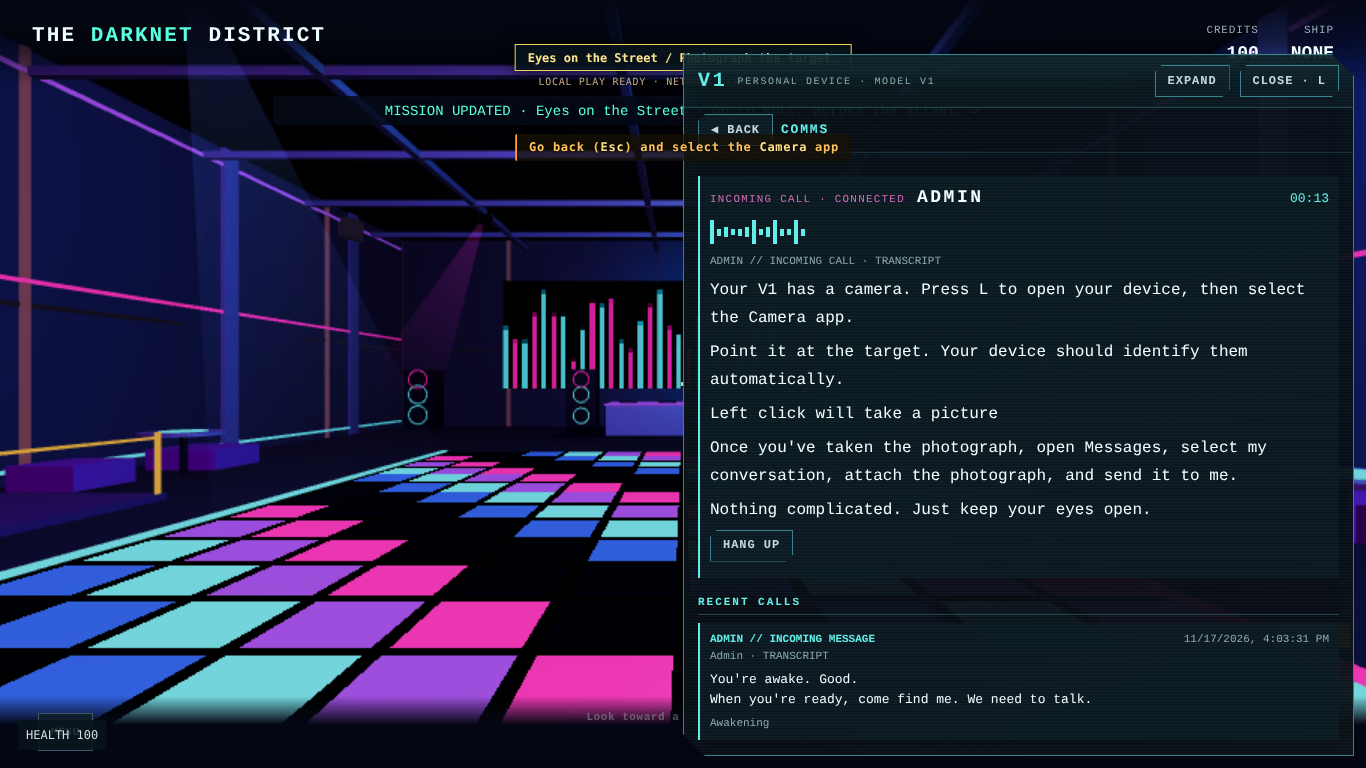 THE DARKNET DISTRICT
CREDITS
SHIP
100
NONE
Eyes on the Street / Photograph the target.
LOCAL PLAY READY · NET
MISSION UPDATED · Eyes on the Street
V1 PERSONAL DEVICE · MODEL V1
EXPAND
CLOSE · L
◄ BACK
COMMS
Go back (Esc) and select the Camera app
INCOMING CALL · CONNECTED ADMIN
00:13
ADMIN // INCOMING CALL · TRANSCRIPT
Your V1 has a camera. Press L to open your device, then select
the Camera app.
Point it at the target. Your device should identify them
automatically.
Left click will take a picture
Once you've taken the photograph, open Messages, select my
conversation, attach the photograph, and send it to me.
Nothing complicated. Just keep your eyes open.
HANG UP
RECENT CALLS
ADMIN // INCOMING MESSAGE
11/17/2026, 4:03:31 PM
Admin · TRANSCRIPT
You're awake. Good.
When you're ready, come find me. We need to talk.
Awakening
Look toward a
HEALTH 100